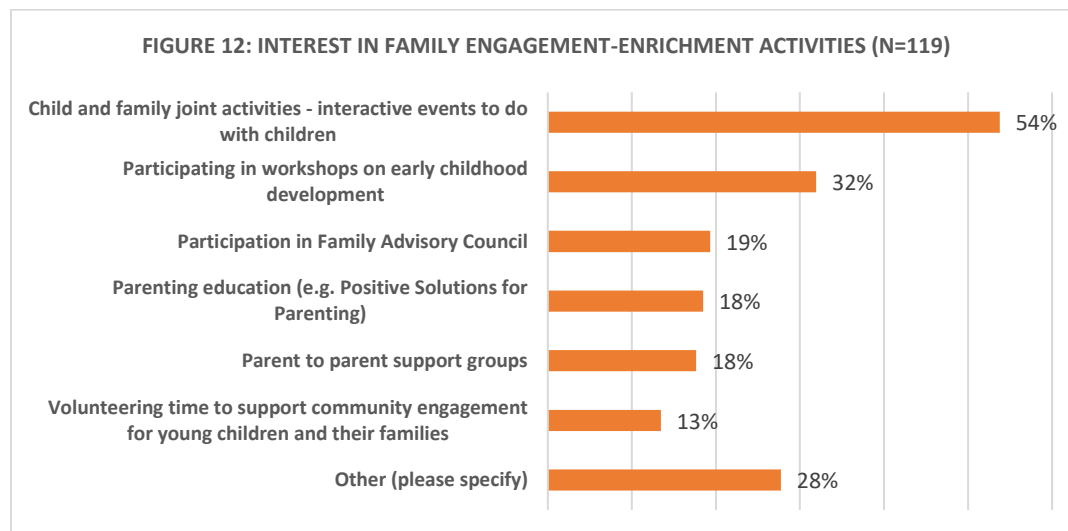 FIGURE 12: INTEREST IN FAMILY ENGAGEMENT-ENRICHMENT ACTIVITIES (N=119)
Child and family joint activities - interactive events to do
with children
54%
Participating in workshops on early childhood
development
32%
Participation in Family Advisory Council
19%
Parenting education (e.g. Positive Solutions for
Parenting)
18%
Parent to parent support groups
18%
Volunteering time to support community engagement
for young children and their families
13%
Other (please specify)
28%